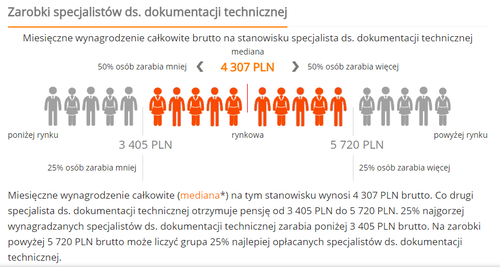 Zarobki specjalistów ds. dokumentacji technicznej
Miesięczne wynagrodzenie całkowite brutto na stanowisku specjalista ds. dokumentacji technicznej
mediana
50% osób zarabia mniej 4 307 PLN 50% osób zarabia więcej
poniżej rynku rynkowa powyżej rynku
3 405 PLN 5 720 PLN
25% osób zarabia mniej 25% osób zarabia więcej
Miesięczne wynagrodzenie całkowite (mediana*) na tym stanowisku wynosi 4 307 PLN brutto. Co drugi
specjalista ds. dokumentacji technicznej otrzymuje pensję od 3 405 PLN do 5 720 PLN. 25% najgorzej
wynagradzanych specjalistów ds. dokumentacji technicznej zarabia poniżej 3 405 PLN brutto. Na zarobki
powyżej 5 720 PLN brutto może liczyć grupa 25% najlepiej opłacanych specjalistów ds. dokumentacji
technicznej.